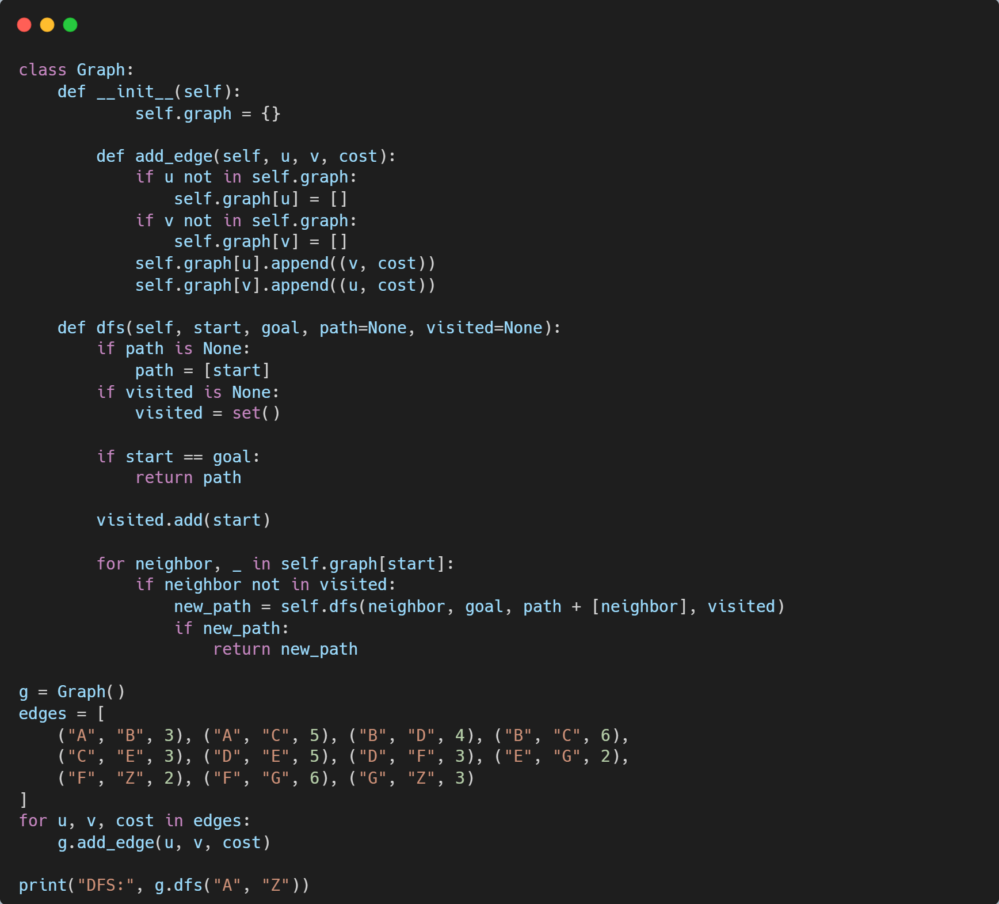 class Graph:
    def __init__(self):
            self.graph = {}

        def add_edge(self, u, v, cost):
            if u not in self.graph:
                self.graph[u] = []
            if v not in self.graph:
                self.graph[v] = []
            self.graph[u].append((v, cost))
            self.graph[v].append((u, cost))

    def dfs(self, start, goal, path=None, visited=None):
        if path is None:
            path = [start]
        if visited is None:
            visited = set()

        if start == goal:
            return path

        visited.add(start)

        for neighbor, _ in self.graph[start]:
            if neighbor not in visited:
                new_path = self.dfs(neighbor, goal, path + [neighbor], visited)
                if new_path:
                    return new_path

g = Graph()
edges = [
    ("A", "B", 3), ("A", "C", 5), ("B", "D", 4), ("B", "C", 6),
    ("C", "E", 3), ("D", "E", 5), ("D", "F", 3), ("E", "G", 2),
    ("F", "Z", 2), ("F", "G", 6), ("G", "Z", 3)
]
for u, v, cost in edges:
    g.add_edge(u, v, cost)

print("DFS:", g.dfs("A", "Z"))